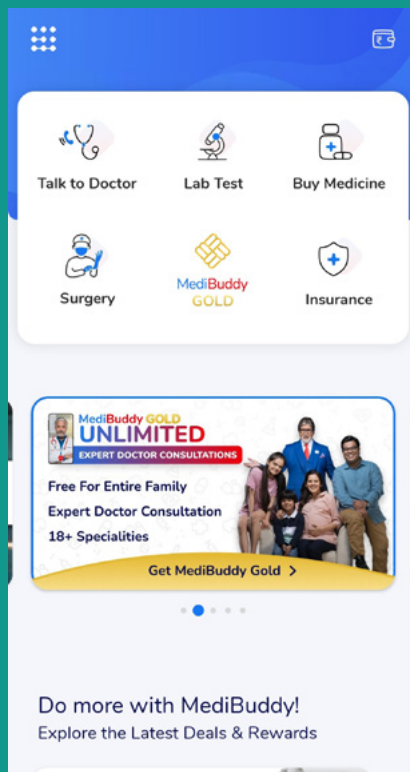 Talk to Doctor
Lab Test
Buy Medicine
Surgery
MediBuddy
GOLD
Insurance
MediBuddy GOLD
UNLIMITED
EXPERT DOCTOR CONSULTATIONS
Free For Entire Family
Expert Doctor Consultation
18+ Specialities
Get MediBuddy Gold >
Do more with MediBuddy!
Explore the Latest Deals & Rewards